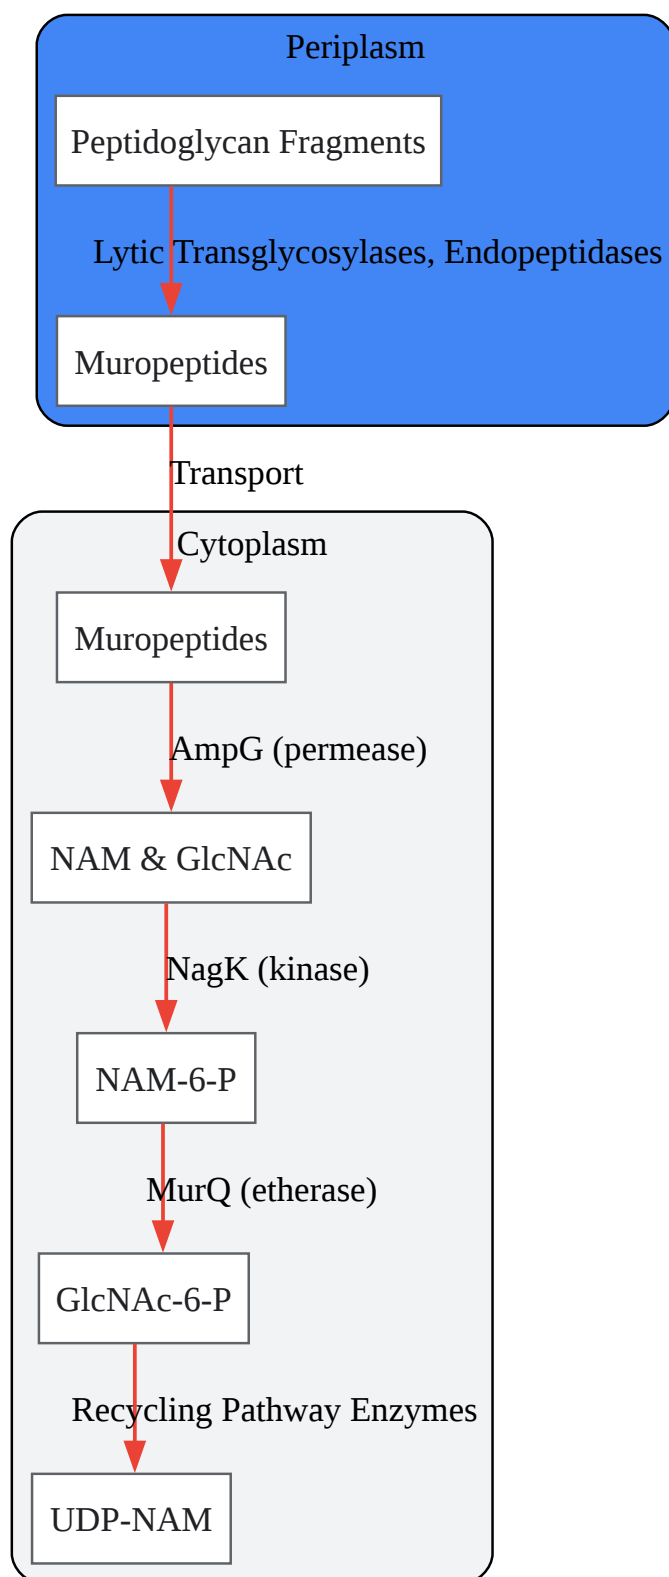 Periplasm
Peptidoglycan Fragments
Lytic Transglycosylases, Endopeptidases
Muropeptides
Transport
Cytoplasm
Muropeptides
AmpG (permease)
NAM & GlcNAc
NagK (kinase)
NAM-6-P
MurQ (etherase)
GlcNAc-6-P
Recycling Pathway Enzymes
UDP-NAM